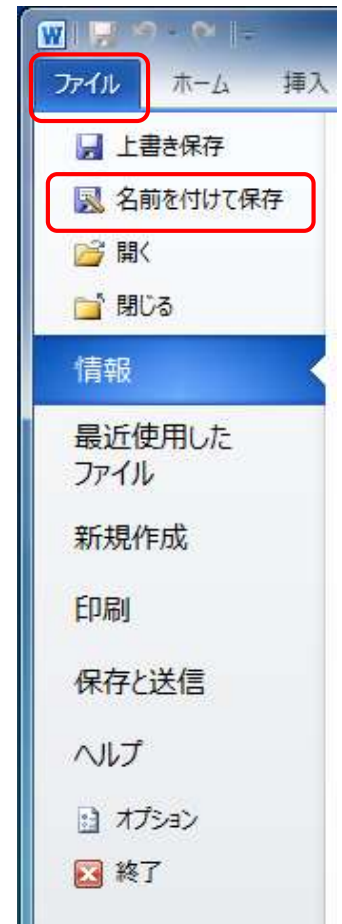 W
ファイル ホーム 挿入
上書き保存
名前を付けて保存
開く
閉じる
情報
最近使用した
ファイル
新規作成
印刷
保存と送信
ヘルプ
オプション
終了